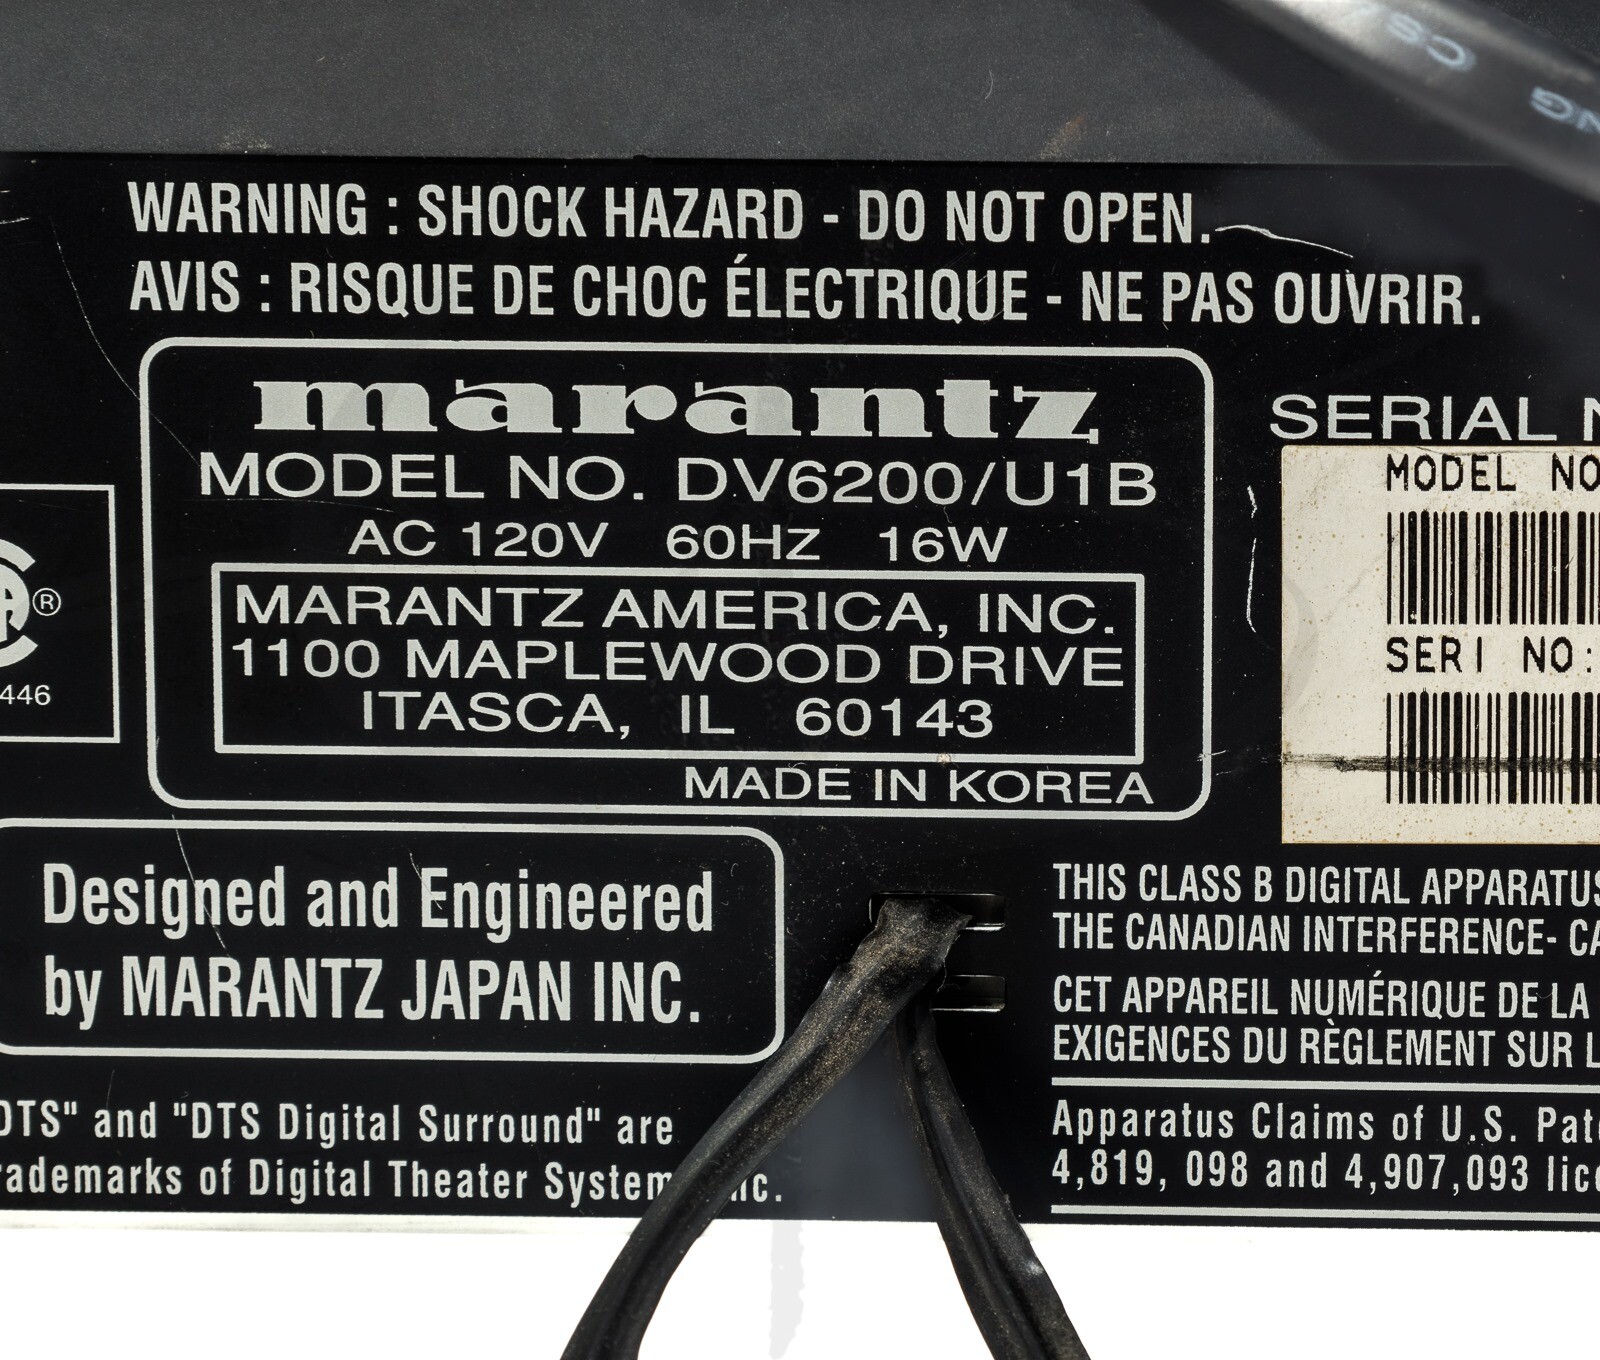 WARNING : SHOCK HAZARD - DO NOT OPEN.
AVIS : RISQUE DE CHOC ÉLECTRIQUE - NE PAS OUVRIR.
marantz
MODEL NO. DV6200/U1B
AC 120V 60HZ 16W
MARANTZ AMERICA, INC.
1100 MAPLEWOOD DRIVE
ITASCA, IL 60143
MADE IN KOREA
®
446
SERIAL
MODEL NO
SERI NO:
Designed and Engineered
by MARANTZ JAPAN INC.
DTS" and "DTS Digital Surround" are
rademarks of Digital Theater System nc.
THIS CLASS B DIGITAL APPARATUS
THE CANADIAN INTERFERENCE- CA
CET APPAREIL NUMÉRIQUE DE LA
EXIGENCES DU RÈGLEMENT SUR L
Apparatus Claims of U.S. Pate
4,819, 098 and 4,907,093 lice